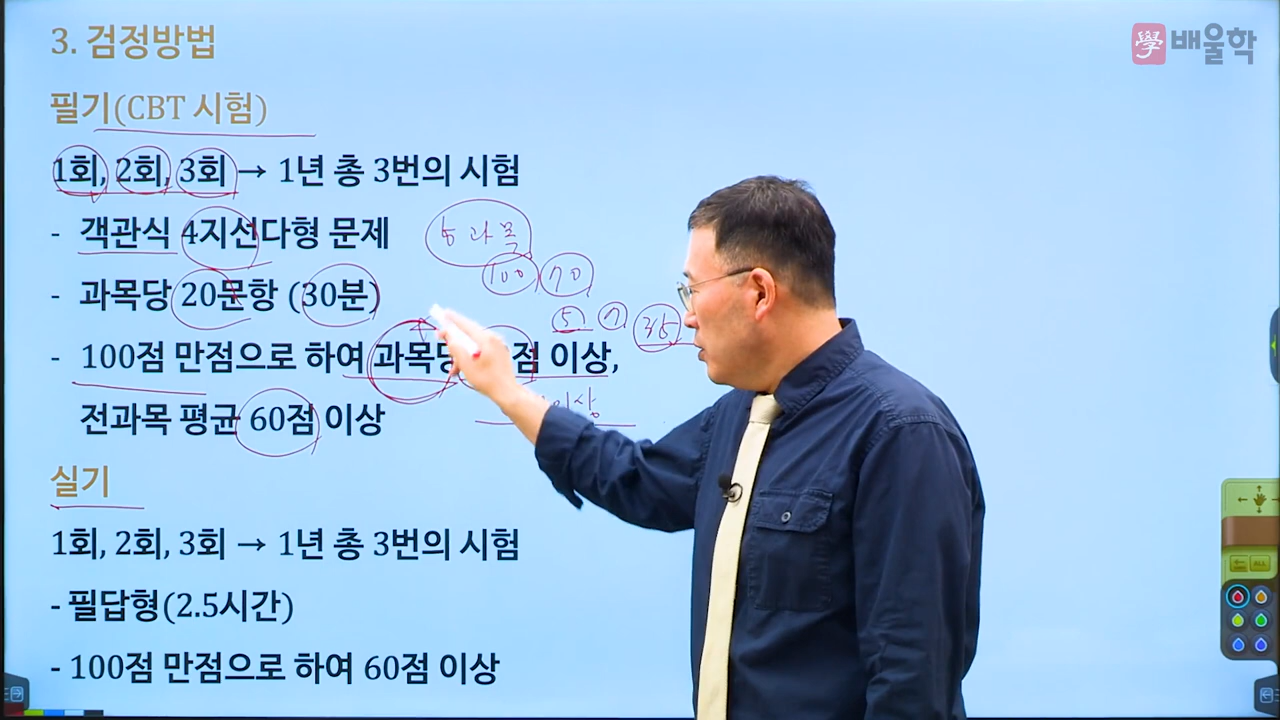 3. 검정방법
學 배울학
필기(CBT 시험)
1회, 2회, 3회 → 1년 총 3번의 시험
- 객관식 4지선다형 문제
5과목
- 과목당 20문항 (30분)
100 70
5 7
- 100점 만점으로 하여 과목당 점 이상,
전과목 평균 60점 이상
이상
실기
1회, 2회, 3회 → 1년 총 3번의 시험
- 필답형(2.5시간)
- 100점 만점으로 하여 60점 이상
ALL